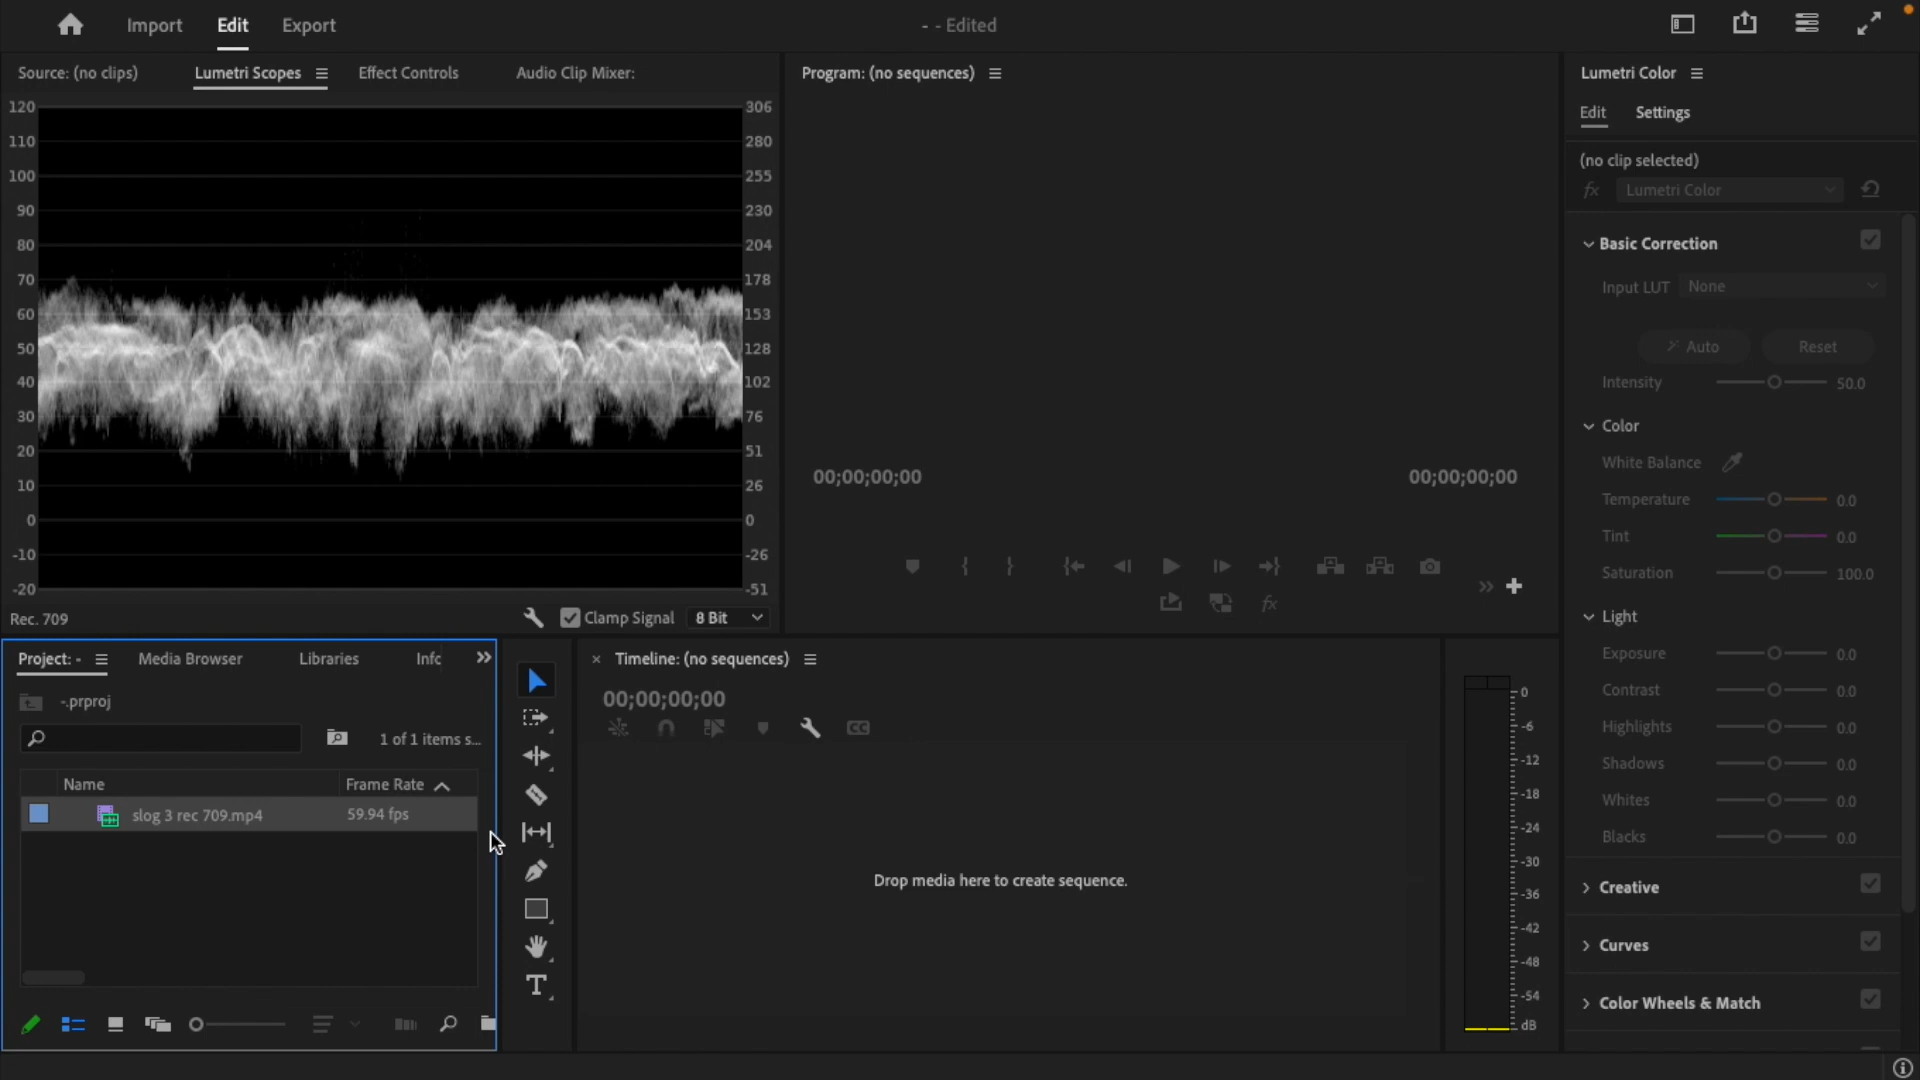 Import Edit Export
- - Edited
Source: (no clips) Lumetri Scopes Effect Controls Audio Clip Mixer:
Program: (no sequences)
Lumetri Color
Edit Settings
(no clip selected)
fx Lumetri Color
Basic Correction
Input LUT None
Auto Reset
Intensity 50.0
Color
White Balance
Temperature 0.0
Tint 0.0
Saturation 100.0
Light
Exposure 0.0
Contrast 0.0
Highlights 0.0
Shadows 0.0
Whites 0.0
Blacks 0.0
Creative
Curves
Color Wheels & Match
120 306
110 280
100 255
90 230
80 204
70 178
60 153
50 128
40 102
30 76
20 51
10 26
0 0
-10 -26
-20 -51
Rec. 709 Clamp Signal 8 Bit
00;00;00;00 00;00;00;00
fx
Project: - Media Browser Libraries Info
-.prproj
1 of 1 items s...
Name Frame Rate
slog 3 rec 709.mp4 59.94 fps
T
× Timeline: (no sequences)
00;00;00;00
CC
Drop media here to create sequence.
0
-6
-12
-18
-24
-30
-36
-42
-48
-54
dB